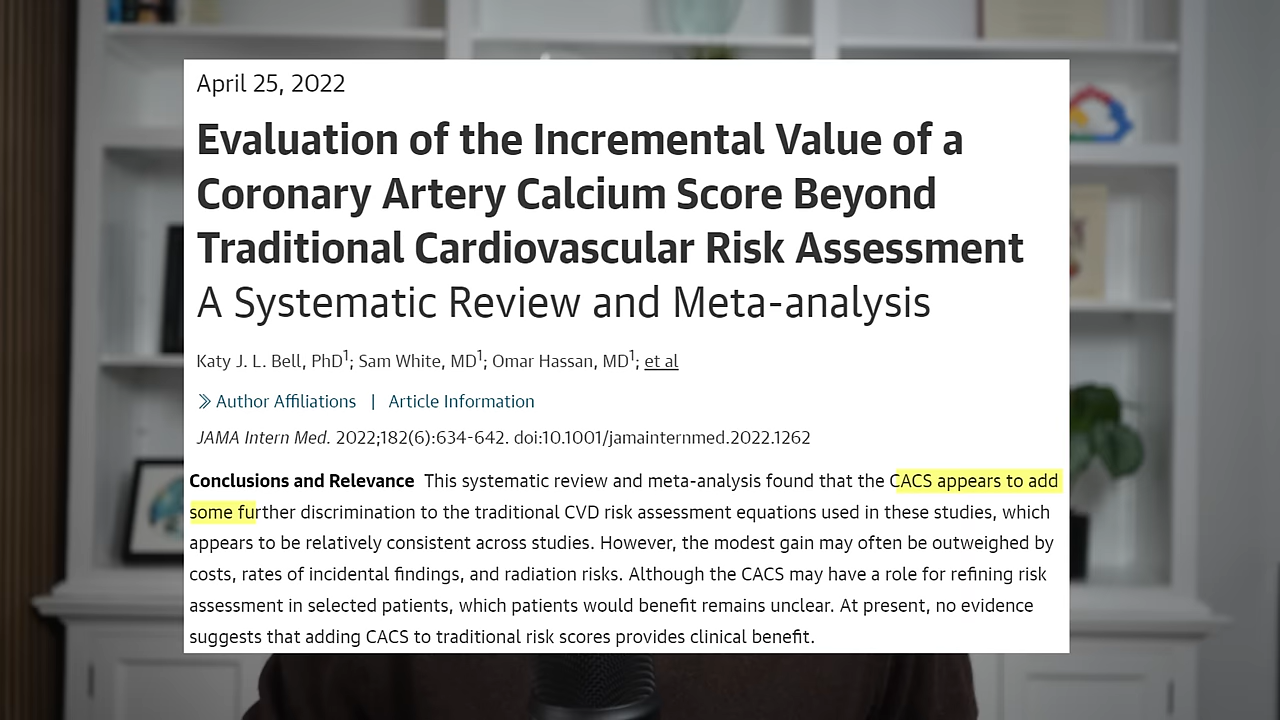 April 25, 2022
Evaluation of the Incremental Value of a
Coronary Artery Calcium Score Beyond
Traditional Cardiovascular Risk Assessment
A Systematic Review and Meta-analysis
Katy J. L. Bell, PhD1; Sam White, MD1; Omar Hassan, MD1; et al
Author Affiliations | Article Information
JAMA Intern Med. 2022;182(6):634-642. doi:10.1001/jamainternmed.2022.1262
Conclusions and Relevance This systematic review and meta-analysis found that the CACS appears to add
some further discrimination to the traditional CVD risk assessment equations used in these studies, which
appears to be relatively consistent across studies. However, the modest gain may often be outweighed by
costs, rates of incidental findings, and radiation risks. Although the CACS may have a role for refining risk
assessment in selected patients, which patients would benefit remains unclear. At present, no evidence
suggests that adding CACS to traditional risk scores provides clinical benefit.